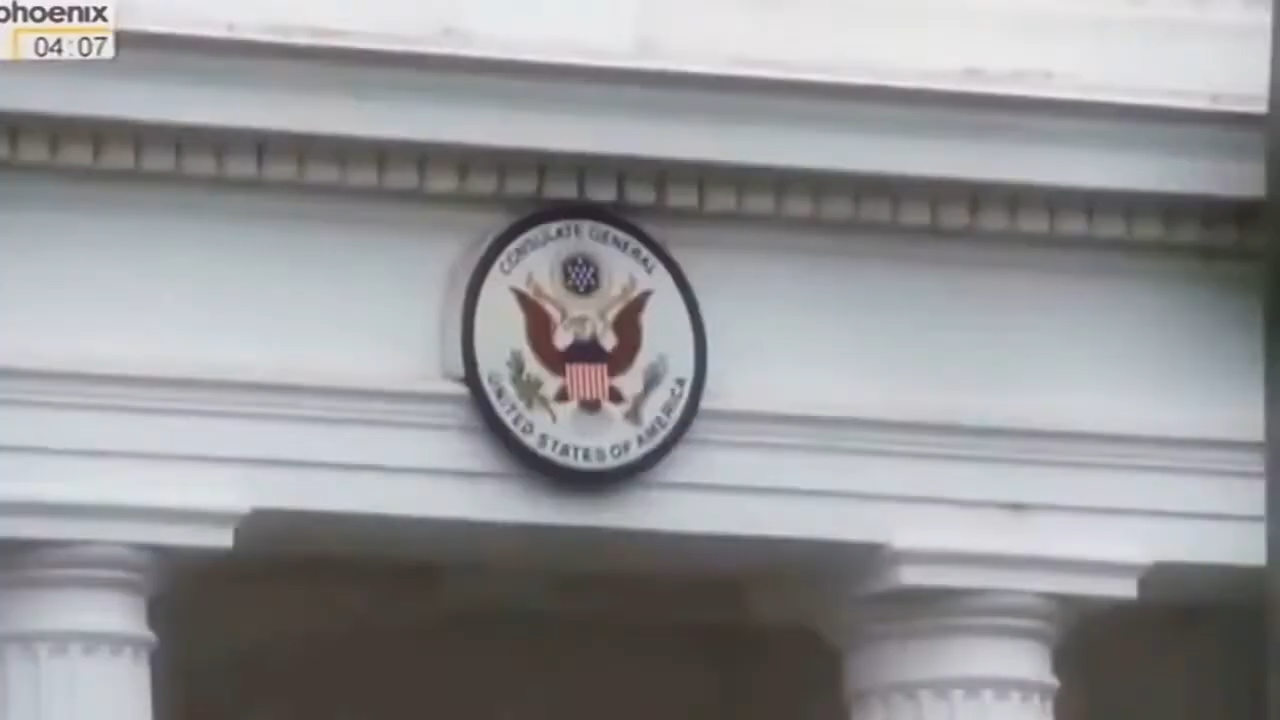 phoenix
04:07
CONSULATE GENERAL
UNITED STATES OF AMERICA